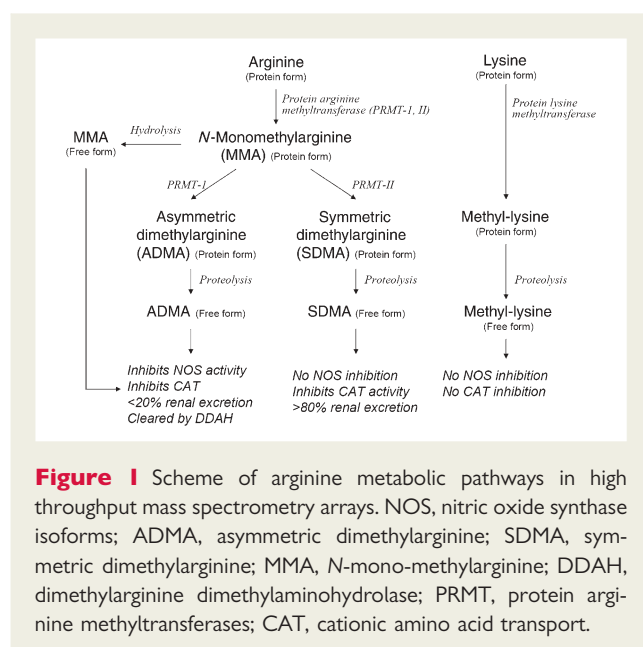 Arginine
(Protein form)
Lysine
(Protein form)
Protein arginine
methyltransferase (PRMT-1, II)
Protein lysine
methyltransferase
MMA
(Free form)
Hydrolysis
N-Monomethylarginine
(MMA) (Protein form)
PRMT-1
PRMT-II
Asymmetric
dimethylarginine
(ADMA) (Protein form)
Symmetric
dimethylarginine
(SDMA) (Protein form)
Methyl-lysine
(Protein form)
Proteolysis
Proteolysis
Proteolysis
ADMA (Free form)
SDMA (Free form)
Methyl-lysine
(Free form)
Inhibits NOS activity
Inhibits CAT
<20% renal excretion
Cleared by DDAH
No NOS inhibition
Inhibits CAT activity
>80% renal excretion
No NOS inhibition
No CAT inhibition
Figure 1 Scheme of arginine metabolic pathways in high
throughput mass spectrometry arrays. NOS, nitric oxide synthase
isoforms; ADMA, asymmetric dimethylarginine; SDMA, sym-
metric dimethylarginine; MMA, N-mono-methylarginine; DDAH,
dimethylarginine dimethylaminohydrolase; PRMT, protein argi-
nine methyltransferases; CAT, cationic amino acid transport.